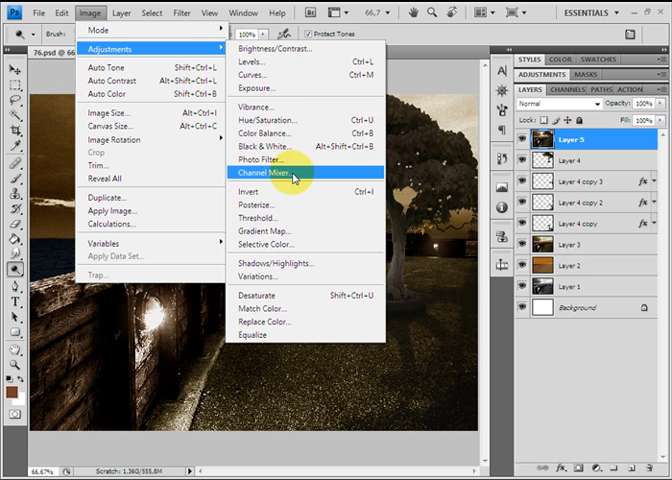 Ps File Edit Image Layer Select Filter View Window Help 66,7 ESSENTIALS
Brush: 100% Protect Tones
76.psd @ 66
Mode
Adjustments
Auto Tone Shift+Ctrl+L
Auto Contrast Alt+Shift+Ctrl+L
Auto Color Shift+Ctrl+B
Image Size... Alt+Ctrl+I
Canvas Size... Alt+Ctrl+C
Image Rotation
Crop
Trim...
Reveal All
Duplicate...
Apply Image...
Calculations...
Variables
Apply Data Set...
Trap...
Brightness/Contrast...
Levels... Ctrl+L
Curves... Ctrl+M
Exposure...
Vibrance...
Hue/Saturation... Ctrl+U
Color Balance... Ctrl+B
Black & White... Alt+Shift+Ctrl+B
Photo Filter...
Channel Mixer...
Invert Ctrl+I
Posterize...
Threshold...
Gradient Map...
Selective Color...
Shadows/Highlights...
Variations...
Desaturate Shift+Ctrl+U
Match Color...
Replace Color...
Equalize
STYLES COLOR SWATCHES
ADJUSTMENTS MASKS
LAYERS CHANNELS PATHS ACTION
Normal Opacity: 100%
Lock: Fill: 100%
Layer 5
Layer 4
Layer 4 copy 3 fx
Layer 4 copy 2 fx
Layer 4 copy fx
Layer 3
Layer 2
Layer 1
Background
66.67% Scratch: 1,36G/555.8M